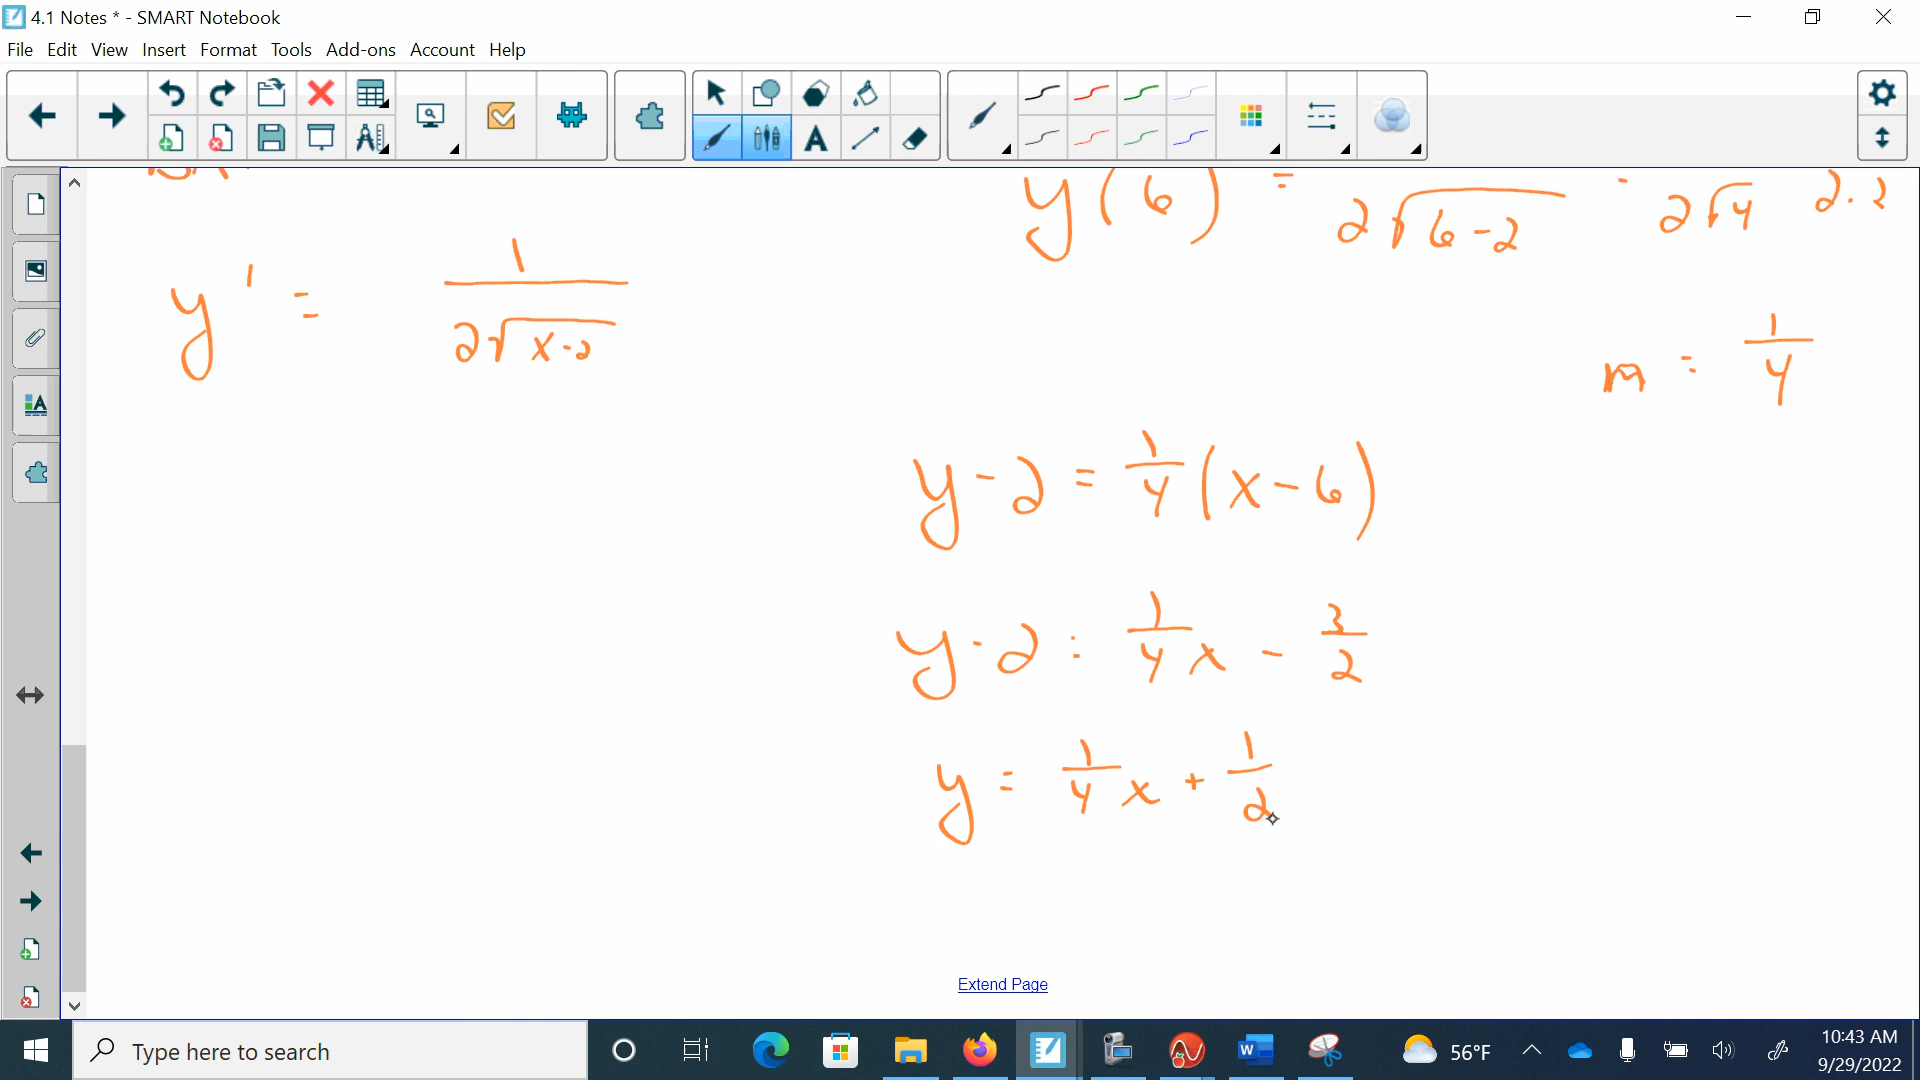 4.1 Notes * - SMART Notebook
File Edit View Insert Format Tools Add-ons Account Help
y(6) = 2√(6-2) = 2√4 2.2
y' = 1/(2√(x-2))
m = 1/4
y-2 = 1/4(x-6)
y-2 = 1/4 x - 3/2
y = 1/4 x + 1/2
Extend Page
Type here to search
56°F
10:43 AM
9/29/2022